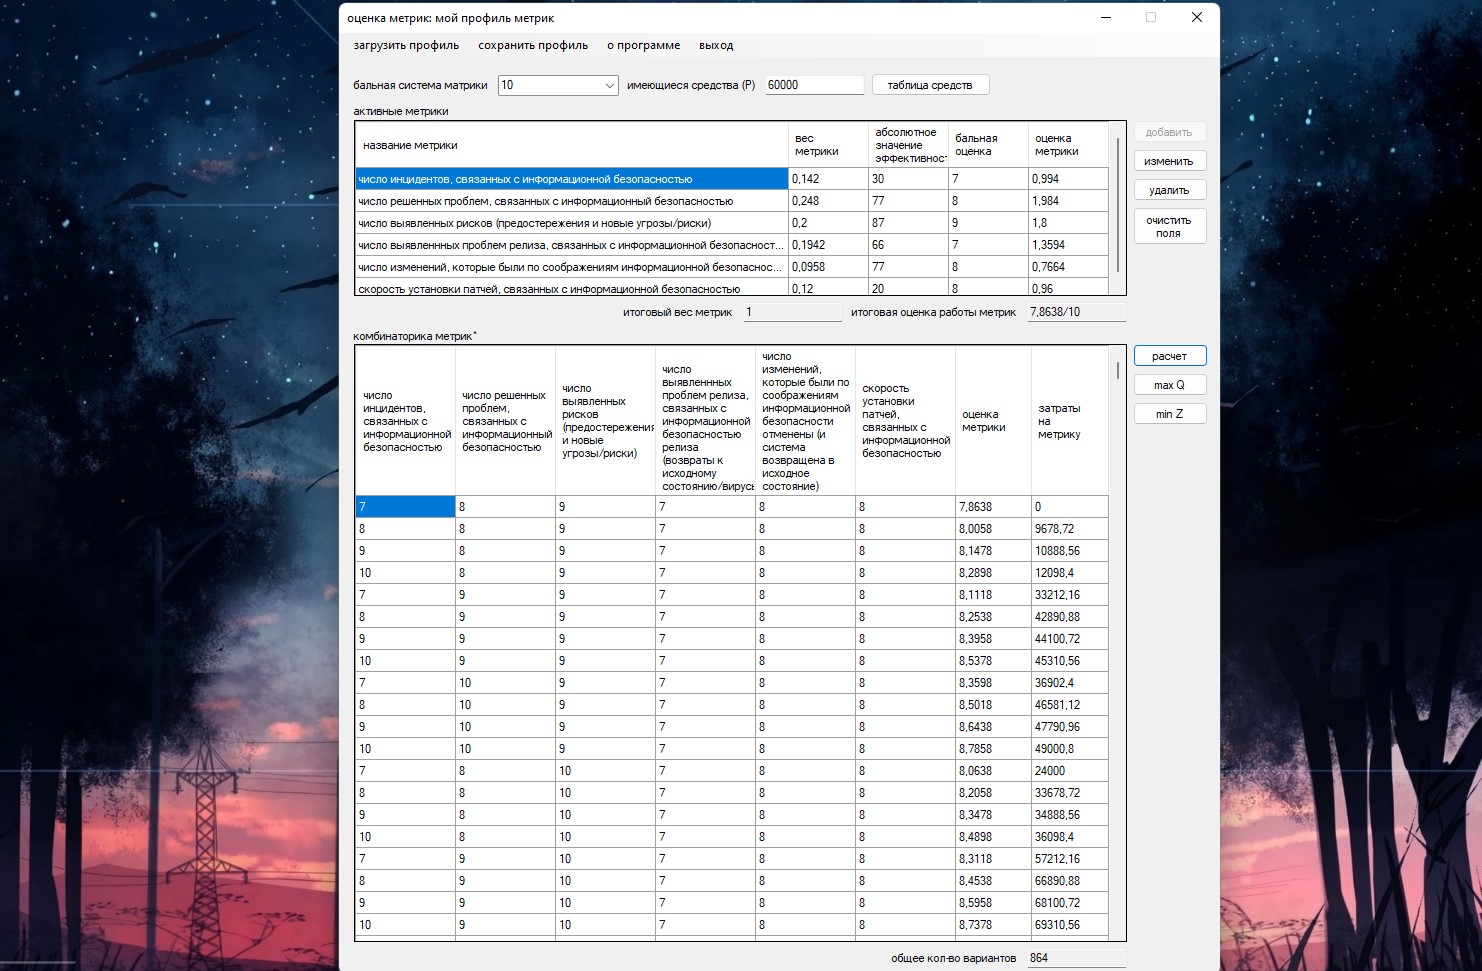 оценка метрик: мой профиль метрик
загрузить профиль сохранить профиль о программе выход
бальная система матрики 10 имеющиеся средства (Р) 60000 таблица средств
активные метрики
название метрики
вес
метрики
абсолютное
значение
эффективнос
бальная
оценка
оценка
метрики
число инцидентов, связанных с информационной безопасностью 0,142 30 7 0,994
число решенных проблем, связанных с информационный безопасностью 0,248 77 8 1,984
число выявленных рисков (предостережения и новые угрозы/риски) 0,2 87 9 1,8
число выявленнных проблем релиза, связанных с информационной безопасност... 0,1942 66 7 1,3594
число изменений, которые были по соображениям информационной безопаснос... 0,0958 77 8 0,7664
скорость установки патчей, связанных с информационной безопасностью 0,12 20 8 0,96
добавить
изменить
удалить
очистить
поля
итоговый вес метрик 1 итоговая оценка работы метрик 7,8638/10
комбинаторика метрик*
число
инцидентов,
связанных с
информационной
безопасностью
число решенных
проблем,
связанных с
информационный
безопасностью
число
выявленных
рисков
(предостережения
и новые
угрозы/риски)
число
выявленнных
проблем релиза,
связанных с
информационной
безопасностью
релиза
(возвраты к
исходному
состоянию/вирусы
число
изменений,
которые были по
соображениям
информационной
безопасности
отменены (и
система
возвращена в
исходное
состояние)
скорость
установки
патчей,
связанных с
информационной
безопасностью
оценка
метрики
затраты
на
метрику
расчет
max Q
min Z
7 8 9 7 8 8 7,8638 0
8 8 9 7 8 8 8,0058 9678,72
9 8 9 7 8 8 8,1478 10888,56
10 8 9 7 8 8 8,2898 12098,4
7 9 9 7 8 8 8,1118 33212,16
8 9 9 7 8 8 8,2538 42890,88
9 9 9 7 8 8 8,3958 44100,72
10 9 9 7 8 8 8,5378 45310,56
7 10 9 7 8 8 8,3598 36902,4
8 10 9 7 8 8 8,5018 46581,12
9 10 9 7 8 8 8,6438 47790,96
10 10 9 7 8 8 8,7858 49000,8
7 8 10 7 8 8 8,0638 24000
8 8 10 7 8 8 8,2058 33678,72
9 8 10 7 8 8 8,3478 34888,56
10 8 10 7 8 8 8,4898 36098,4
7 9 10 7 8 8 8,3118 57212,16
8 9 10 7 8 8 8,4538 66890,88
9 9 10 7 8 8 8,5958 68100,72
10 9 10 7 8 8 8,7378 69310,56
общее кол-во вариантов 864